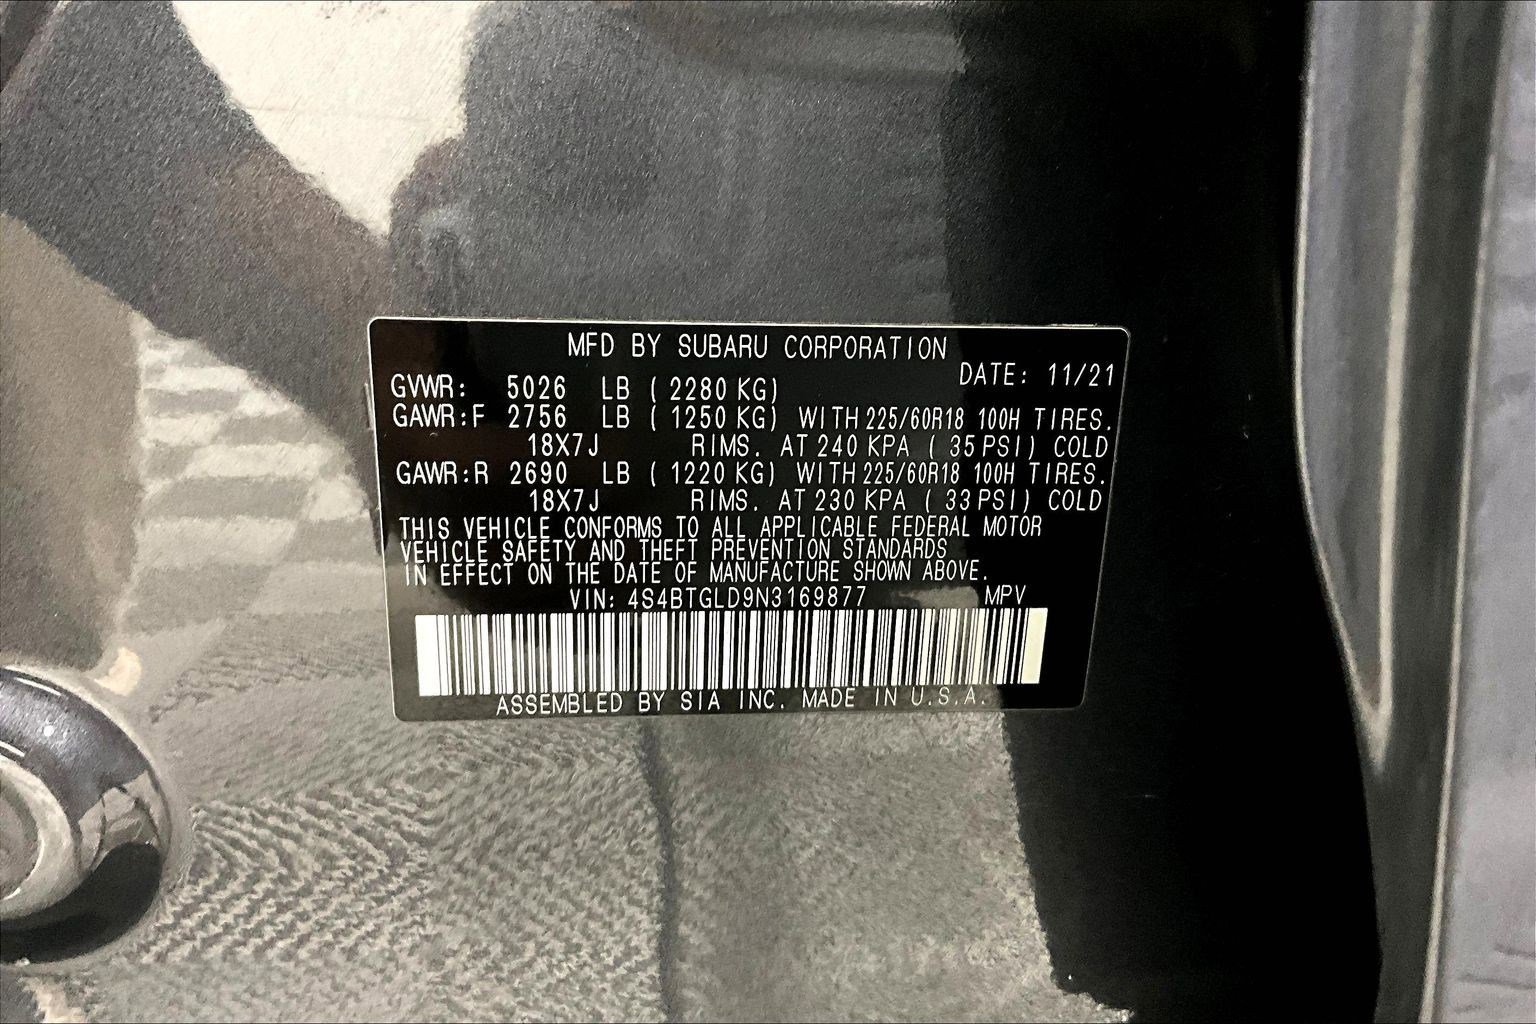 MFD BY SUBARU CORPORATION
DATE: 11/21
GVWR: 5026 LB ( 2280 KG)
GAWR:F 2756 LB ( 1250 KG) WITH 225/60R18 100H TIRES.
18X7J RIMS. AT 240 KPA ( 35 PSI) COLD
GAWR:R 2690 LB ( 1220 KG) WITH 225/60R18 100H TIRES.
18X7J RIMS. AT 230 KPA ( 33 PSI) COLD
THIS VEHICLE CONFORMS TO ALL APPLICABLE FEDERAL MOTOR
VEHICLE SAFETY AND THEFT PREVENTION STANDARDS
IN EFFECT ON THE DATE OF MANUFACTURE SHOWN ABOVE.
VIN: 4S4BTGLD9N3169877 MPV
ASSEMBLED BY SIA INC. MADE IN U.S.A.